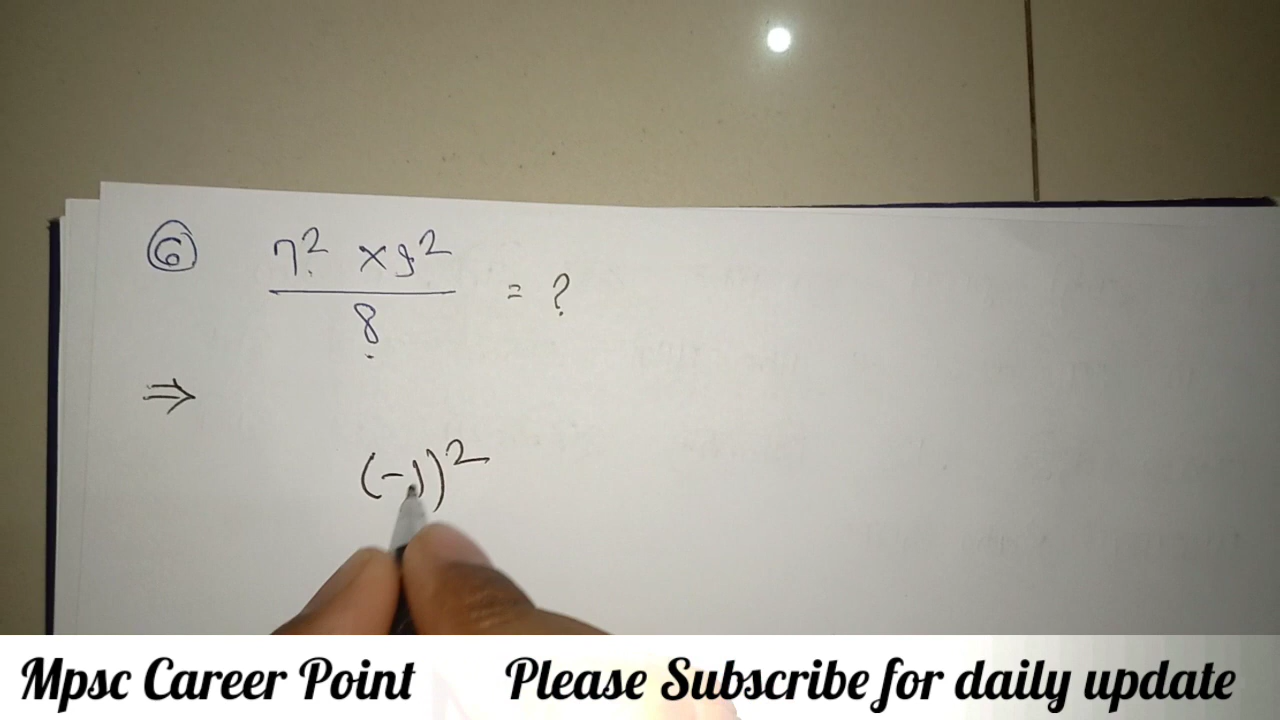 6 7² × 9² = ?
8
⇒
(-1)²
Mpsc Career Point Please Subscribe for daily update